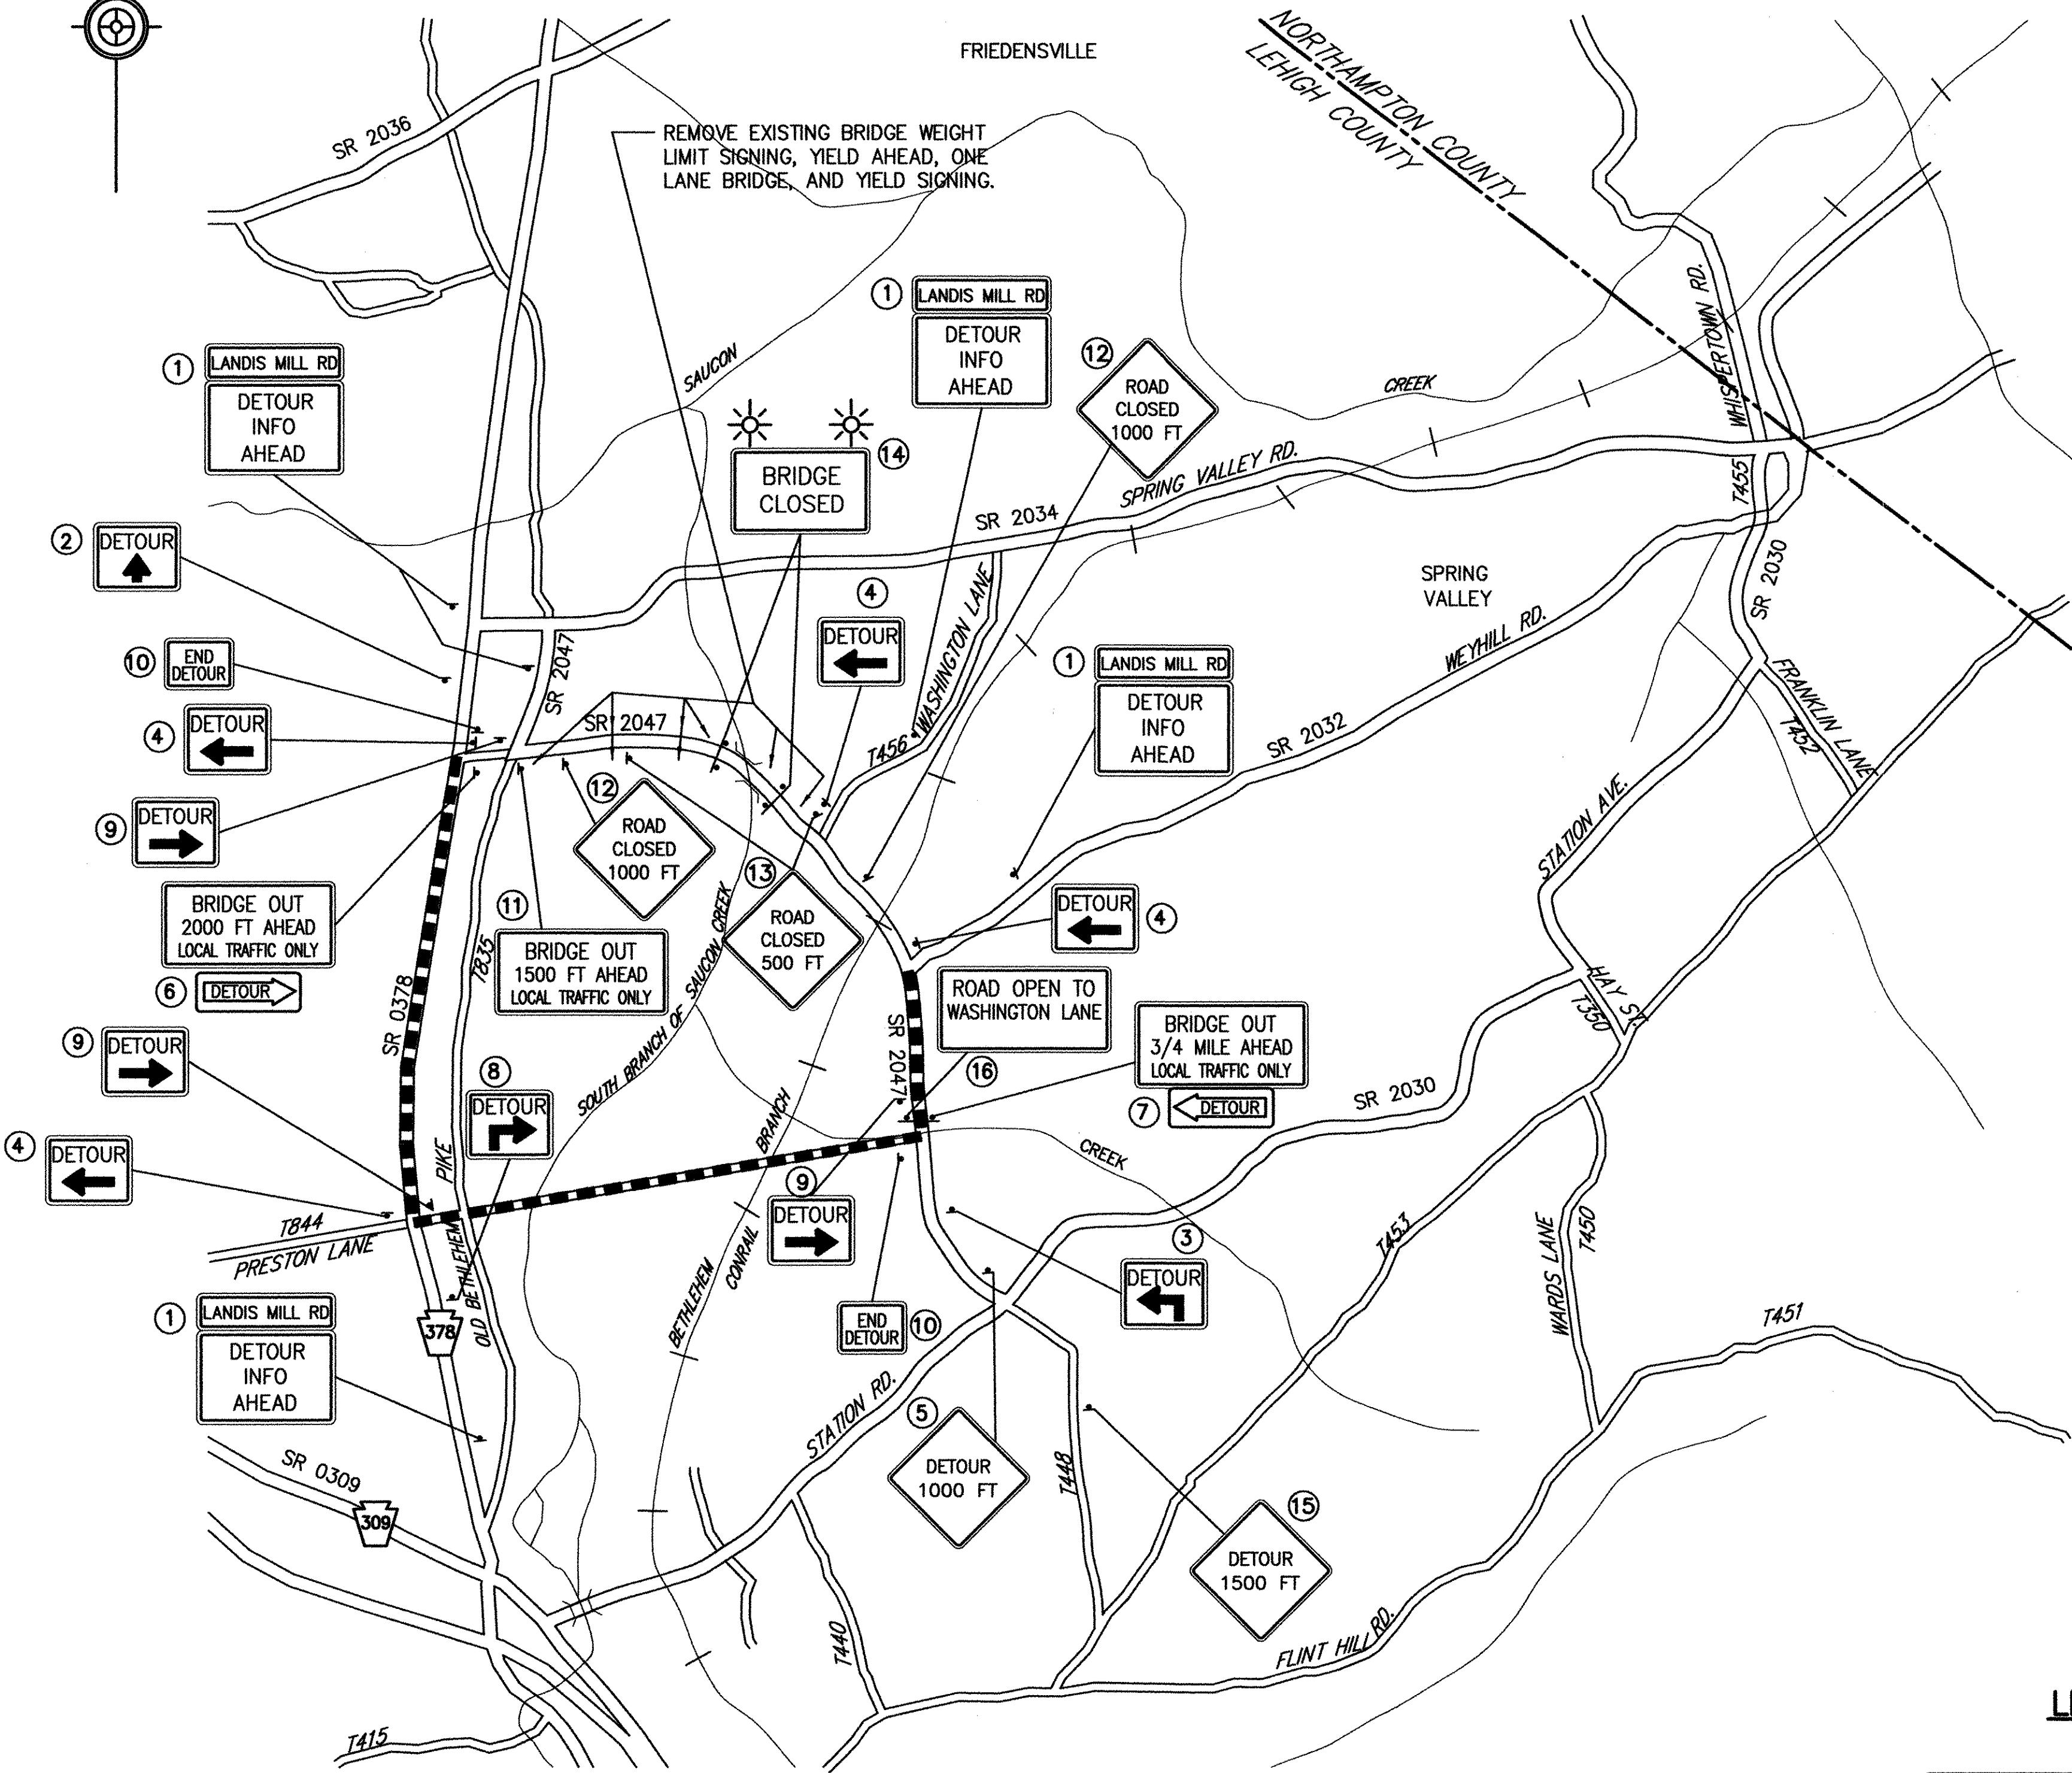 FRIEDENSVILLE
NORTHAMPTON COUNTY
LEHIGH COUNTY
SR 2036
REMOVE EXISTING BRIDGE WEIGHT
LIMIT SIGNING, YIELD AHEAD, ONE
LANE BRIDGE, AND YIELD SIGNING.
1
LANDIS MILL RD
DETOUR
INFO
AHEAD
1
LANDIS MILL RD
DETOUR
INFO
AHEAD
12
ROAD
CLOSED
1000 FT
SAUCON
CREEK
WHISPERTOWN RD.
14
BRIDGE
CLOSED
SPRING VALLEY RD.
SR 2034
T455
2
DETOUR
SPRING
VALLEY
SR 2030
4
DETOUR
WASHINGTON LANE
T456
10
END
DETOUR
SR 2047
SR 2047
1
LANDIS MILL RD
DETOUR
INFO
AHEAD
WEYHILL RD.
SR 2032
FRANKLIN LANE
T452
4
DETOUR
9
DETOUR
12
ROAD
CLOSED
1000 FT
13
ROAD
CLOSED
500 FT
STATION AVE.
BRIDGE OUT
2000 FT AHEAD
LOCAL TRAFFIC ONLY
6
DETOUR
11
BRIDGE OUT
1500 FT AHEAD
LOCAL TRAFFIC ONLY
T835
SR 0378
SOUTH BRANCH OF SAUCON CREEK
DETOUR
4
ROAD OPEN TO
WASHINGTON LANE
16
SR 2047
BRIDGE OUT
3/4 MILE AHEAD
LOCAL TRAFFIC ONLY
7
DETOUR
HAY ST.
T350
SR 2030
9
DETOUR
8
DETOUR
4
DETOUR
PIKE
OLD BETHLEHEM
BRANCH
CREEK
T844
PRESTON LANE
9
DETOUR
BETHLEHEM
CONRAIL
3
DETOUR
T453
WARDS LANE
T450
T451
1
LANDIS MILL RD
DETOUR
INFO
AHEAD
378
END
DETOUR
10
STATION RD.
5
DETOUR
1000 FT
T448
15
DETOUR
1500 FT
SR 0309
309
T440
FLINT HILL RD.
T415